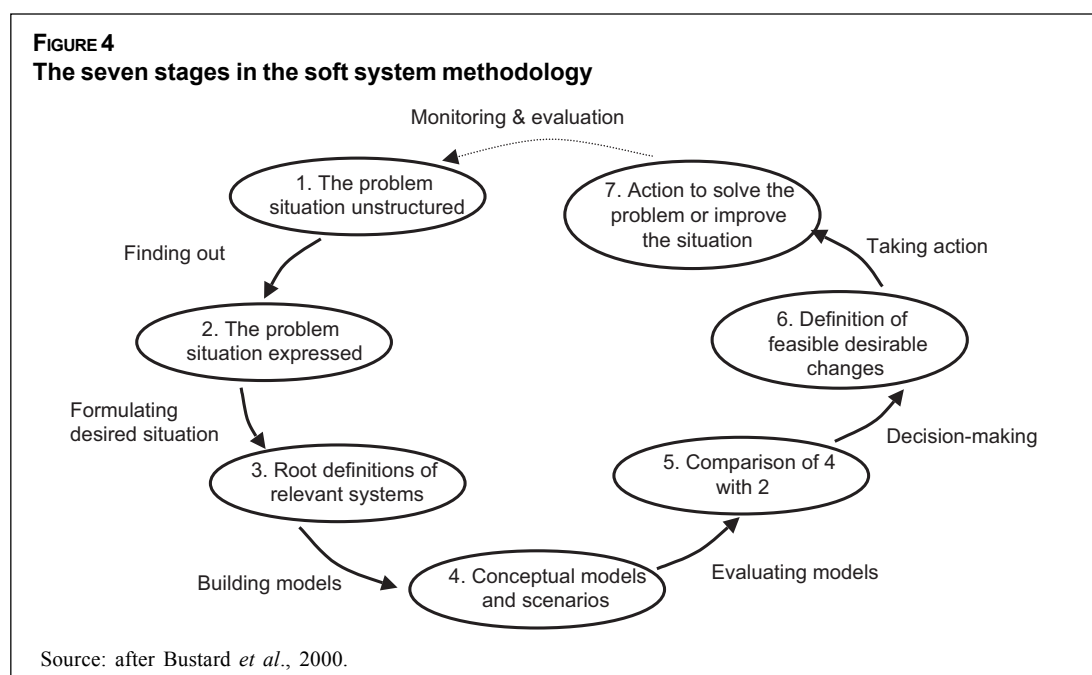 FIGURE 4
The seven stages in the soft system methodology
Monitoring & evaluation
1. The problem
situation unstructured
Finding out
2. The problem
situation expressed
Formulating
desired situation
3. Root definitions of
relevant systems
Building models
4. Conceptual models
and scenarios
Evaluating models
5. Comparison of 4
with 2
Decision-making
6. Definition of
feasible desirable
changes
Taking action
7. Action to solve the
problem or improve
the situation
Source: after Bustard et al., 2000.